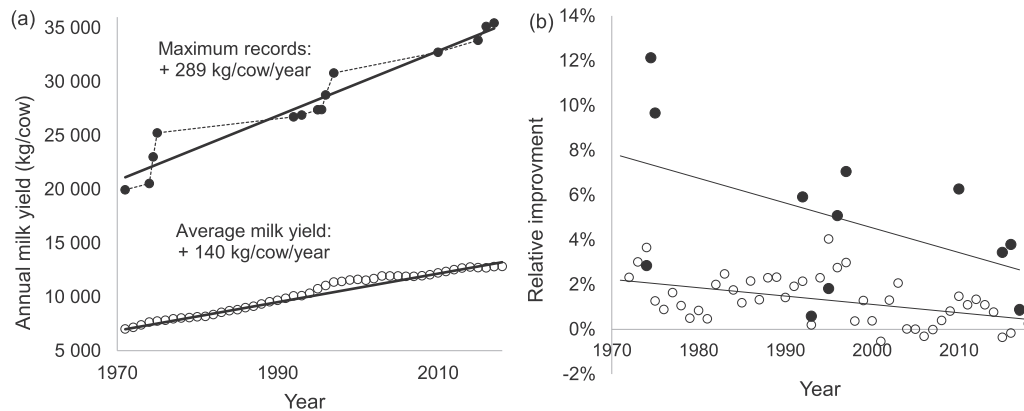 (a)
35 000
30 000
25 000
20 000
15 000
10 000
5 000
Annual milk yield (kg/cow)
Maximum records:
+ 289 kg/cow/year
Average milk yield:
+ 140 kg/cow/year
1970
1990
2010
Year
(b)
14%
12%
10%
8%
6%
4%
2%
0%
-2%
Relative improvment
1970
1980
1990
2000
2010
Year